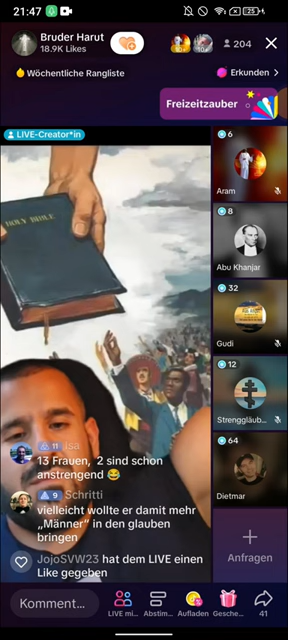 21:47
25
Bruder Harut
18.9K Likes
204
Wöchentliche Rangliste
Erkunden >
Freizeitzauber
LIVE-Creator*in
HOLY BIBLE
6
Aram
8
Abu Khanjar
32
Gudi
12
Strenggläub...
64
Dietmar
11 Isa
13 Frauen, 2 sind schon
anstrengend 😂
9 Schritti
vielleicht wollte er damit mehr
„Männer“ in den glauben
bringen
JojoSVW23 hat dem LIVE einen
Like gegeben
+
Anfragen
Komment...
LIVE mi...
Abstim...
Aufladen
Gesche...
41